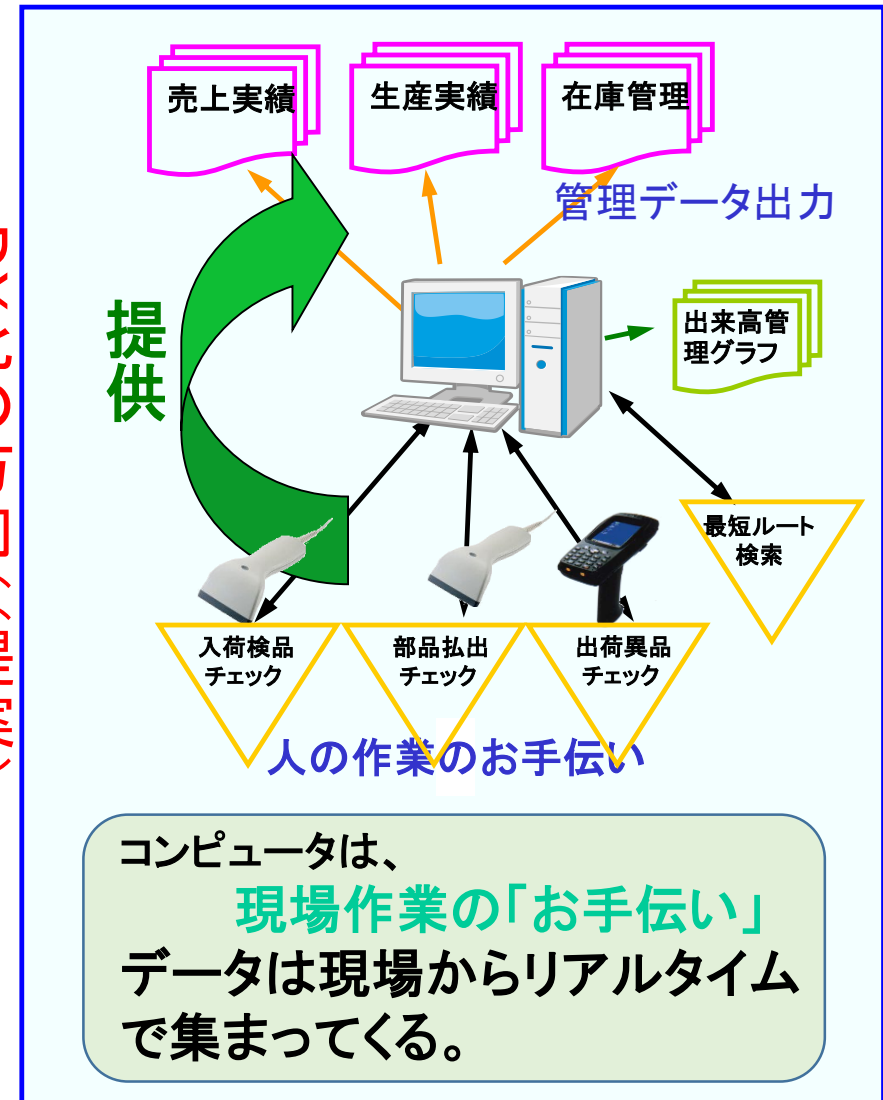 売上実績
生産実績
在庫管理
管理データ出力
提供
出来高管
理グラフ
最短ルート
検索
入荷検品
チェック
部品払出
チェック
出荷異品
チェック
人の作業のお手伝い
コンピュータは、
現場作業の「お手伝い」
データは現場からリアルタイム
で集まってくる。